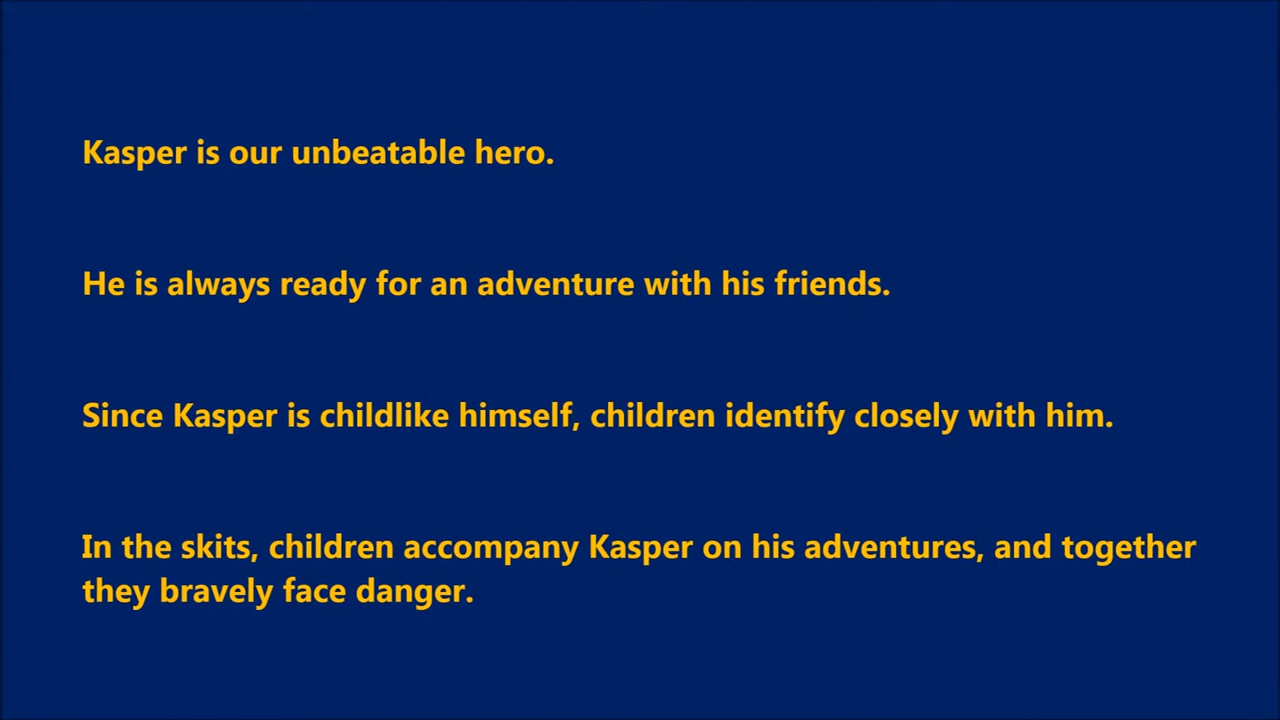 Kasper is our unbeatable hero.
He is always ready for an adventure with his friends.
Since Kasper is childlike himself, children identify closely with him.
In the skits, children accompany Kasper on his adventures, and together
they bravely face danger.